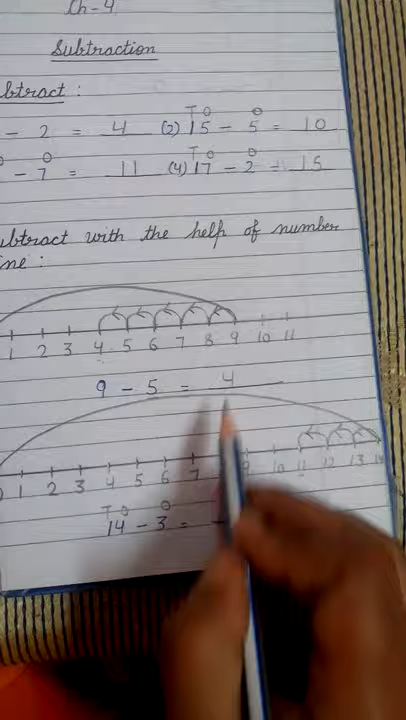 Ch-4
Subtraction
btract :
- 2 = 4 (2) 15 - 5 = 10
T O O
- 7 = 11 (4) 17 - 2 = 15
O T O O
ubtract with the help of number
ine :
1 2 3 4 5 6 7 8 9 10 11
9 - 5 = 4
0 1 2 3 4 5 6 7 9 10 11 12 13 14
T O O
14 - 3 =